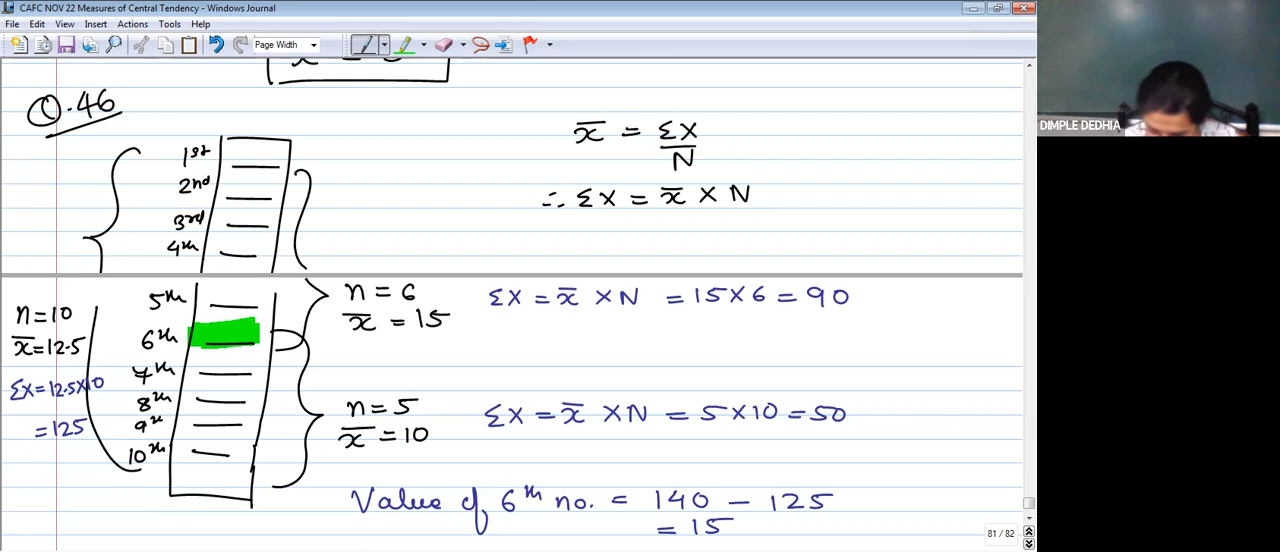 CAFC NOV 22 Measures of Central Tendency - Windows Journal
File Edit View Insert Actions Tools Help
Page Width
DIMPLE DEDHIA
Q.46
1st
2nd
3rd
4th
5th
6th
7th
8th
9th
10th
n=10
x̅=12.5
Σx=12.5x10
=125
x̅ = Σx/N
∴ Σx = x̅ × N
n = 6
x̅ = 15
Σx = x̅ × N = 15×6 = 90
n = 5
x̅ = 10
Σx = x̅ × N = 5×10 = 50
Value of 6th no. = 140 – 125
= 15
81 / 82